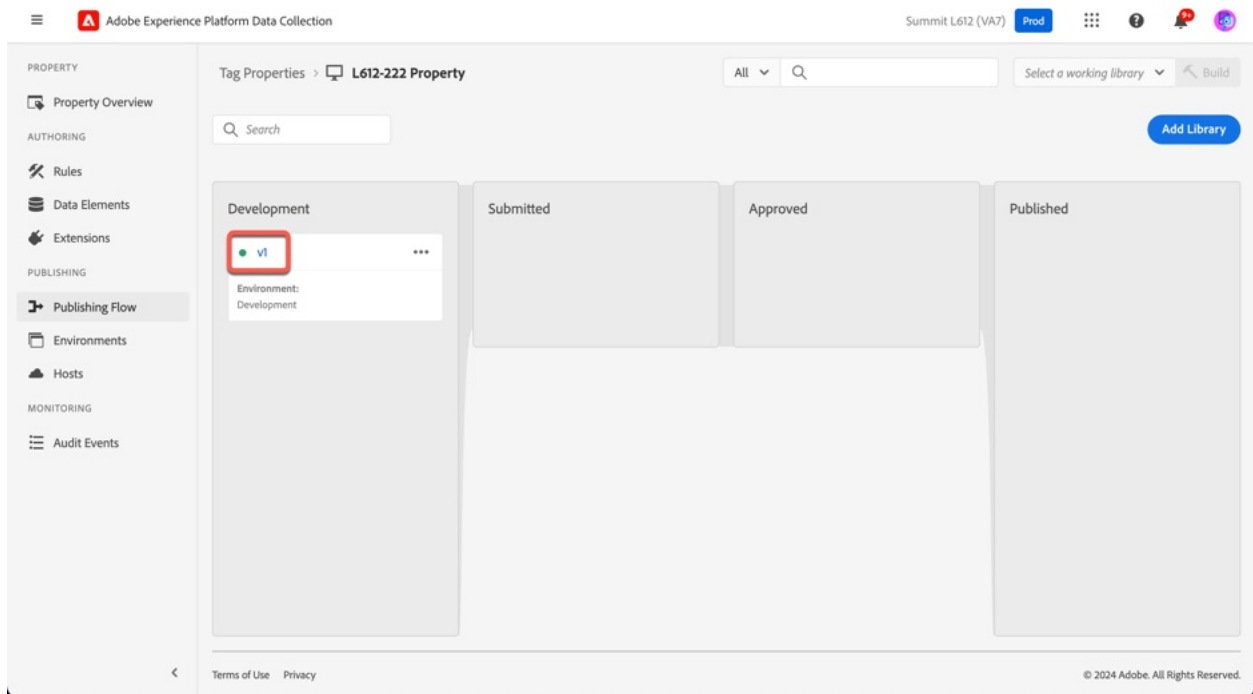 Adobe Experience Platform Data Collection
Summit L612 (VA7) Prod
9+
PROPERTY
Property Overview
AUTHORING
Rules
Data Elements
Extensions
PUBLISHING
Publishing Flow
Environments
Hosts
MONITORING
Audit Events
Tag Properties > L612-222 Property
All
Select a working library
Build
Search
Add Library
Development
v1
•••
Environment:
Development
Submitted
Approved
Published
Terms of Use Privacy
© 2024 Adobe. All Rights Reserved.